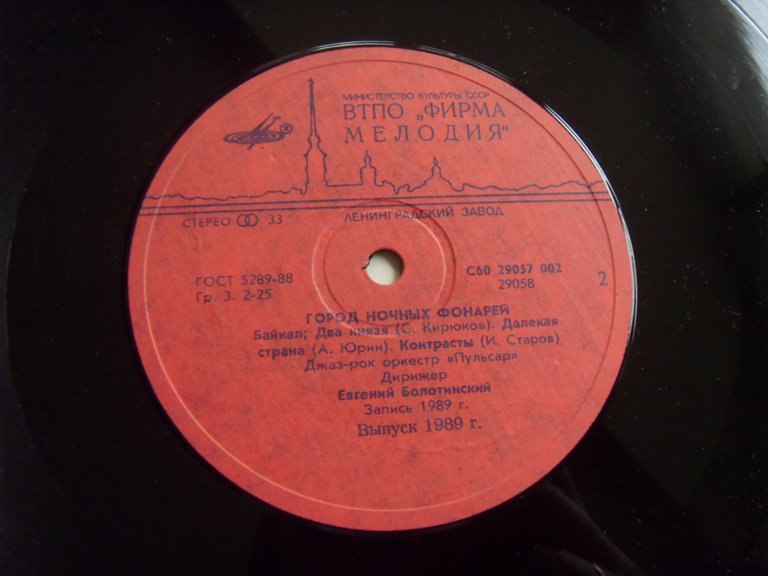 МИНИСТЕРСТВО КУЛЬТУРЫ СССР
ВТПО „ФИРМА
МЕЛОДИЯ"
СТЕРЕО 33
ЛЕНИНГРАДСКИЙ ЗАВОД
ГОСТ 5289-88
Гр. 3. 2-25
С60 29057 002
29058
2
ГОРОД НОЧНЫХ ФОНАРЕЙ
Байкал; Два князя (С. Кирюков). Далекая
страна (А. Юрин). Контрасты (И. Старов)
Джаз-рок оркестр «Пульсар»
Дирижер
Евгений Болотинский
Запись 1989 г.
Выпуск 1989 г.